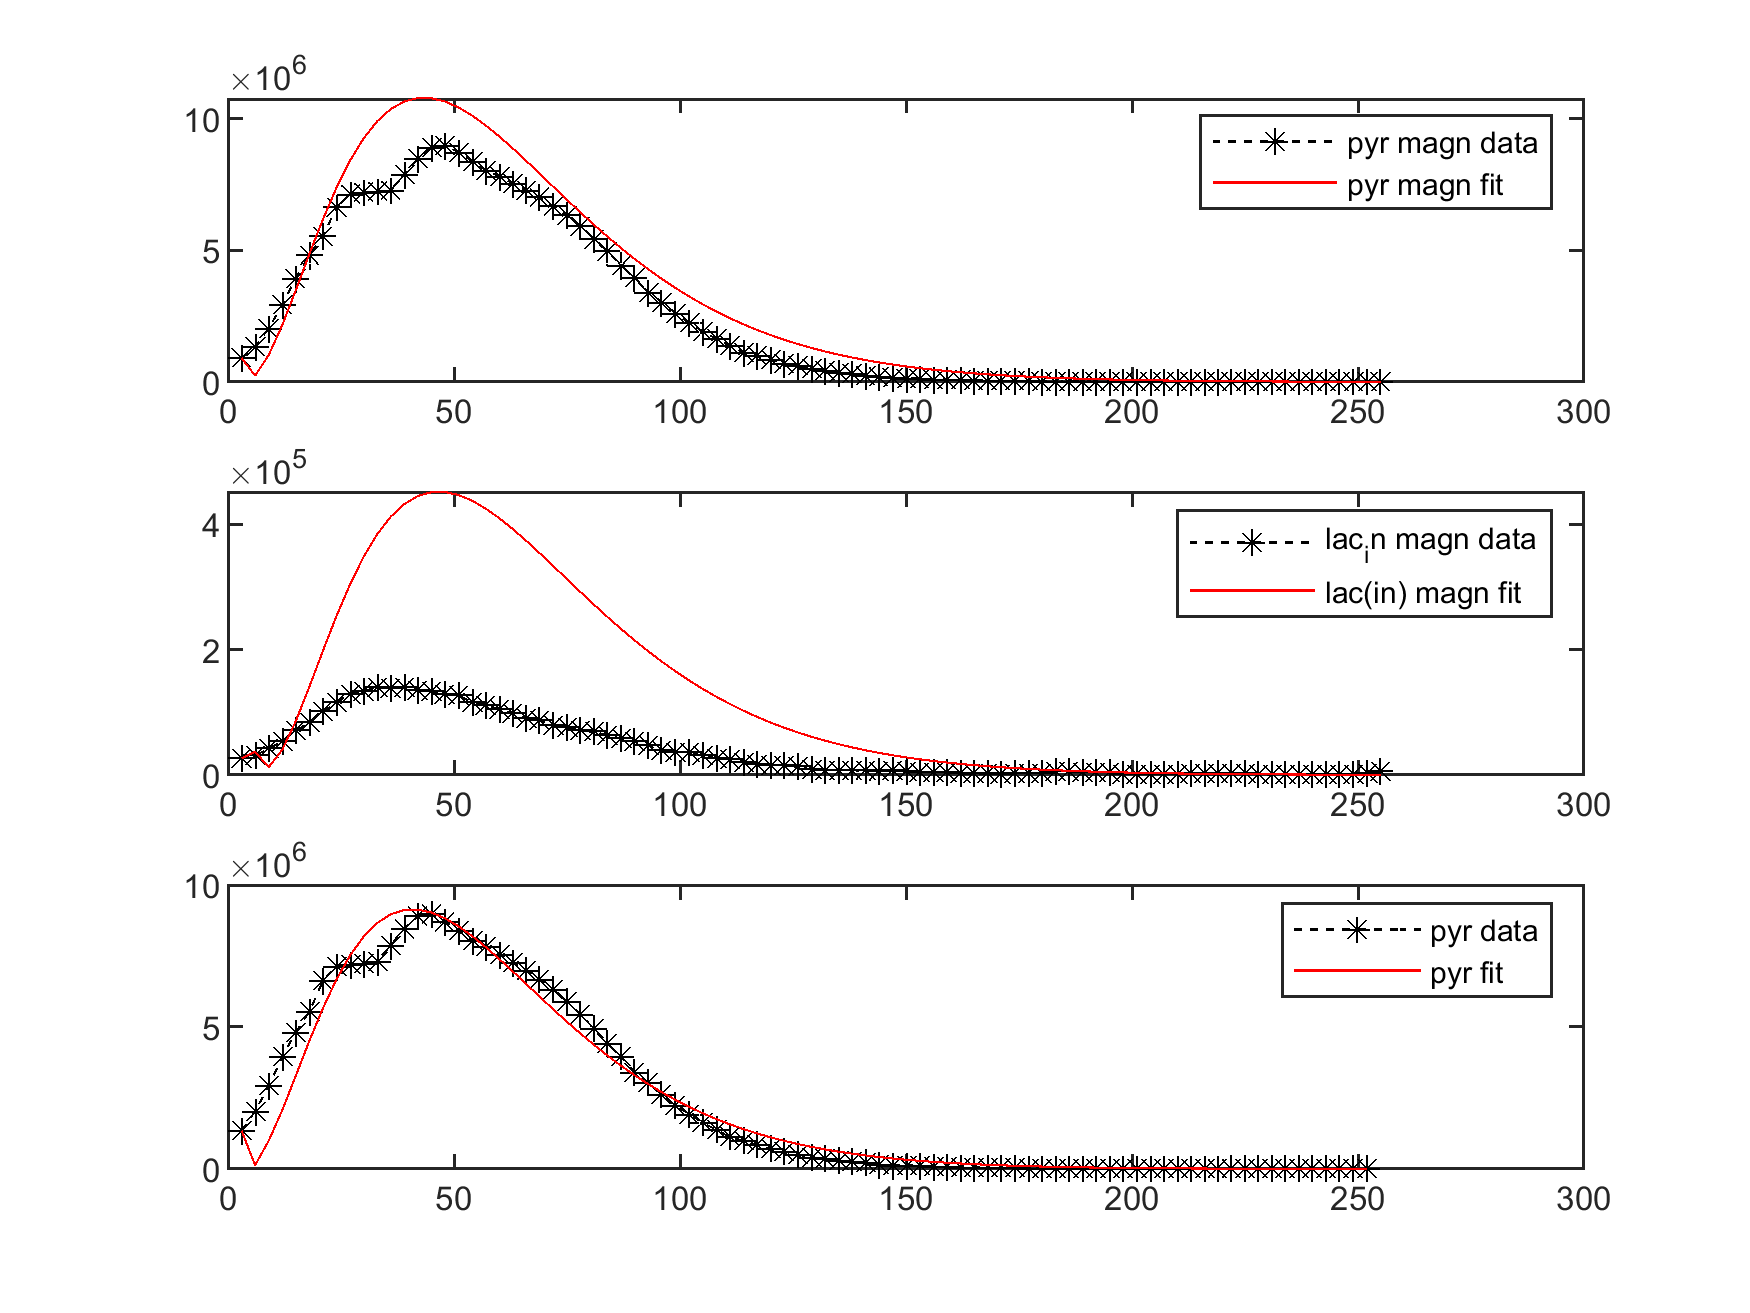 ×10^6
10
5
0
0 50 100 150 200 250 300
pyr magn data
pyr magn fit
×10^5
4
2
0
0 50 100 150 200 250 300
lac_in magn data
lac(in) magn fit
×10^6
10
5
0
0 50 100 150 200 250 300
pyr data
pyr fit